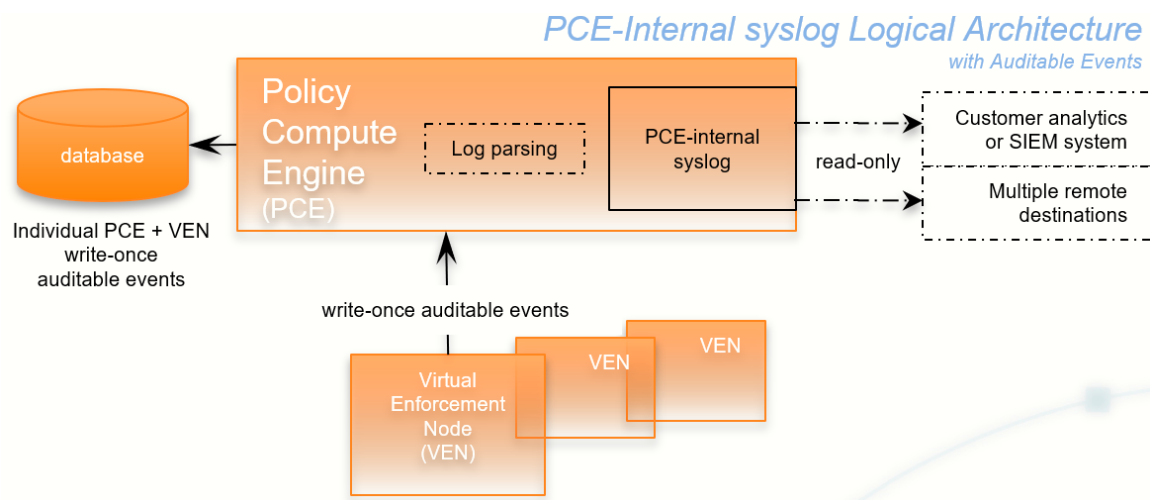 PCE-Internal syslog Logical Architecture
with Auditable Events
database
Individual PCE + VEN
write-once
auditable events
Policy
Compute
Engine
(PCE)
Log parsing
PCE-internal
syslog
read-only
Customer analytics
or SIEM system
Multiple remote
destinations
write-once auditable events
Virtual
Enforcement
Node
(VEN)
VEN
VEN